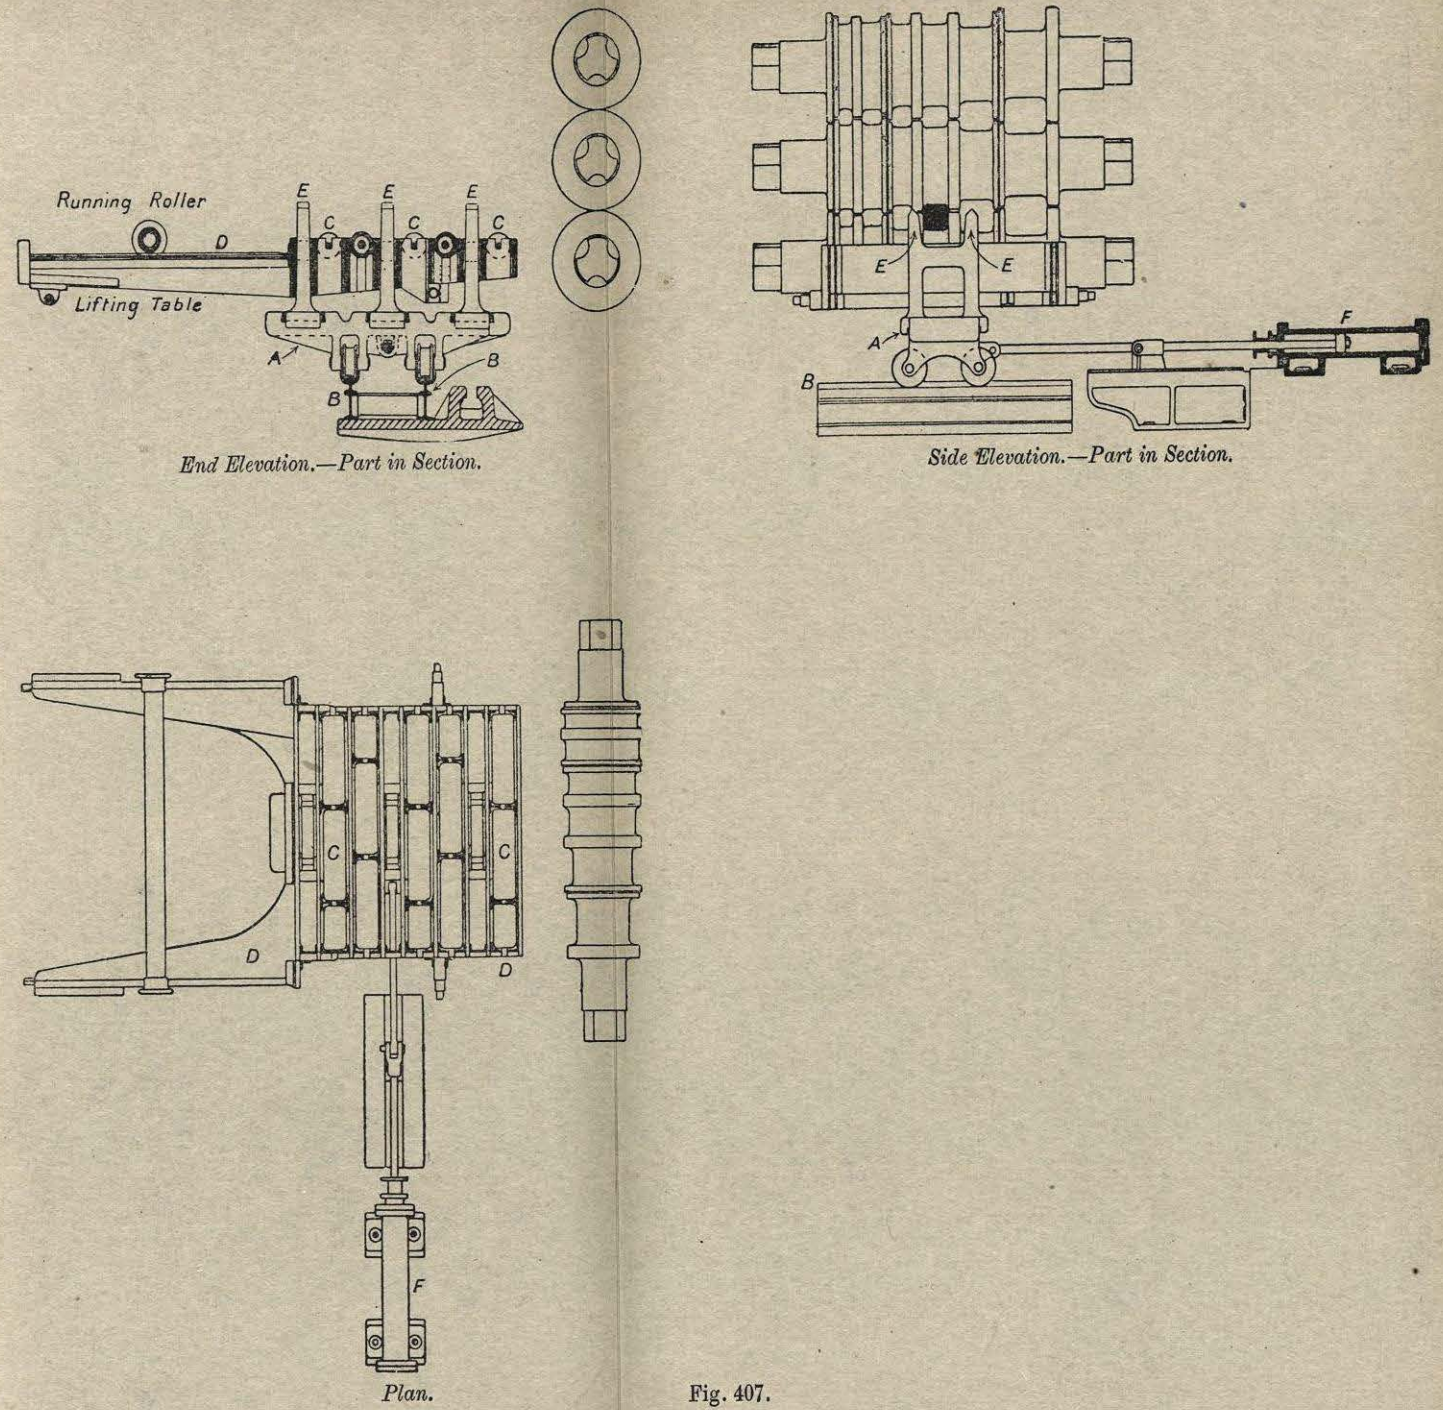 Running Roller
D
E
E
E
C
C
C
Lifting Table
A
B
B
End Elevation.—Part in Section.
E
E
A
B
F
Side Elevation.—Part in Section.
C
C
D
D
F
Plan.
Fig. 407.